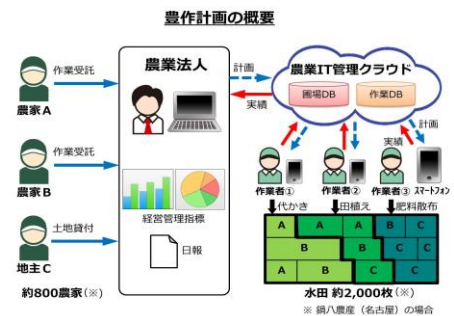 豊作計画の概要
作業受託
農家A
作業受託
農家B
土地貸付
地主C
約800農家(※)
農業法人
経営管理指標
日報
計画
実績
農業IT管理クラウド
圃場DB
作業DB
計画
実績
作業者①
作業者②
作業者③
スマートフォン
代かき
田植え
肥料散布
A A A B C
B B C C
A B C C
水田 約2,000枚(※)
※ 鍋八農産(名古屋)の場合